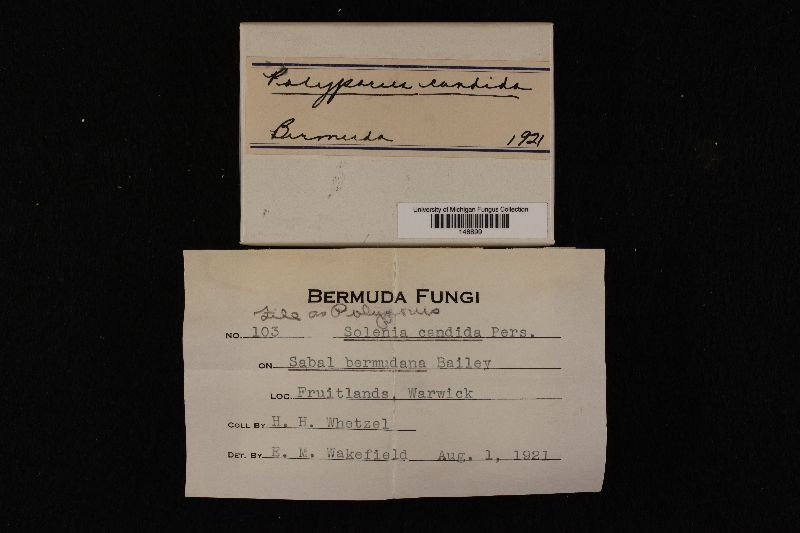 Polyporus candida
Bermuda 1921
University of Michigan Fungus Collection
BERMUDA FUNGI
File as Polyporus
NO. 103 Solenia candida Pers.
ON Sabal bermudana Bailey
LOC. Fruitlands, Warwick
COLL BY H. H. Whetzel
DET. BY E. M. Wakefield Aug. 1, 1921